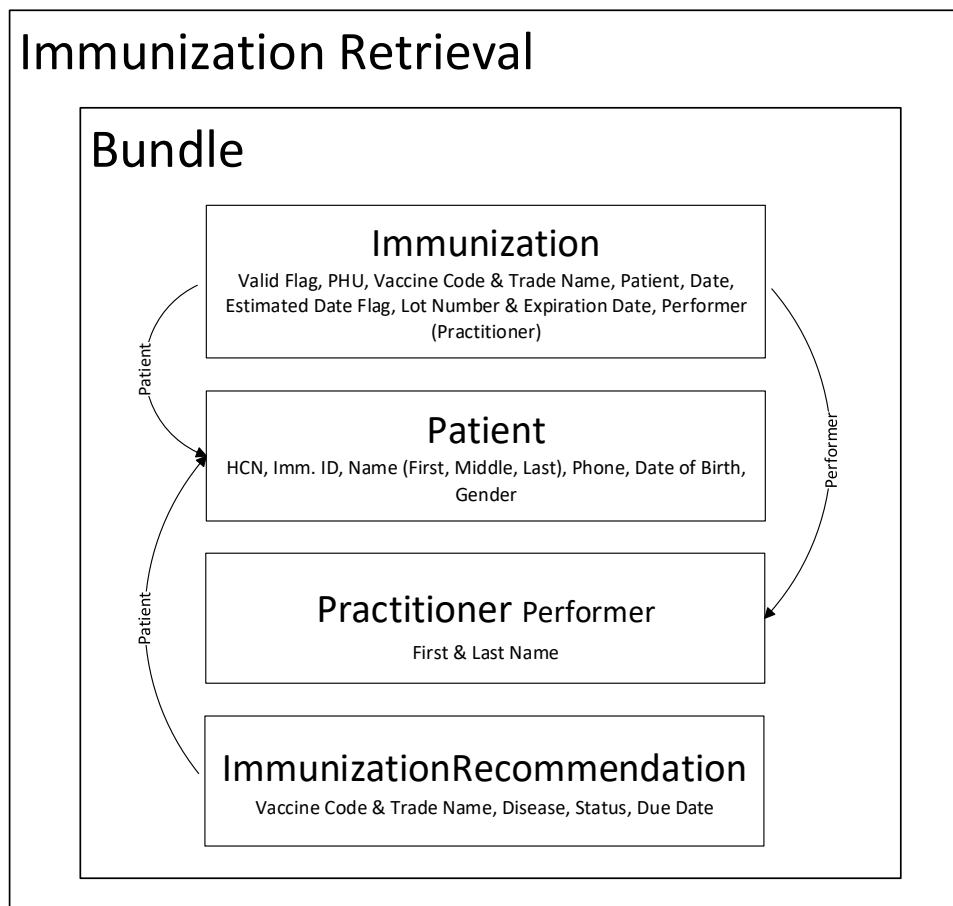 Immunization Retrieval
Bundle
Immunization
Valid Flag, PHU, Vaccine Code & Trade Name, Patient, Date,
Estimated Date Flag, Lot Number & Expiration Date, Performer
(Practitioner)
Patient
Performer
Patient
HCN, Imm. ID, Name (First, Middle, Last), Phone, Date of Birth,
Gender
Patient
Practitioner Performer
First & Last Name
ImmunizationRecommendation
Vaccine Code & Trade Name, Disease, Status, Due Date